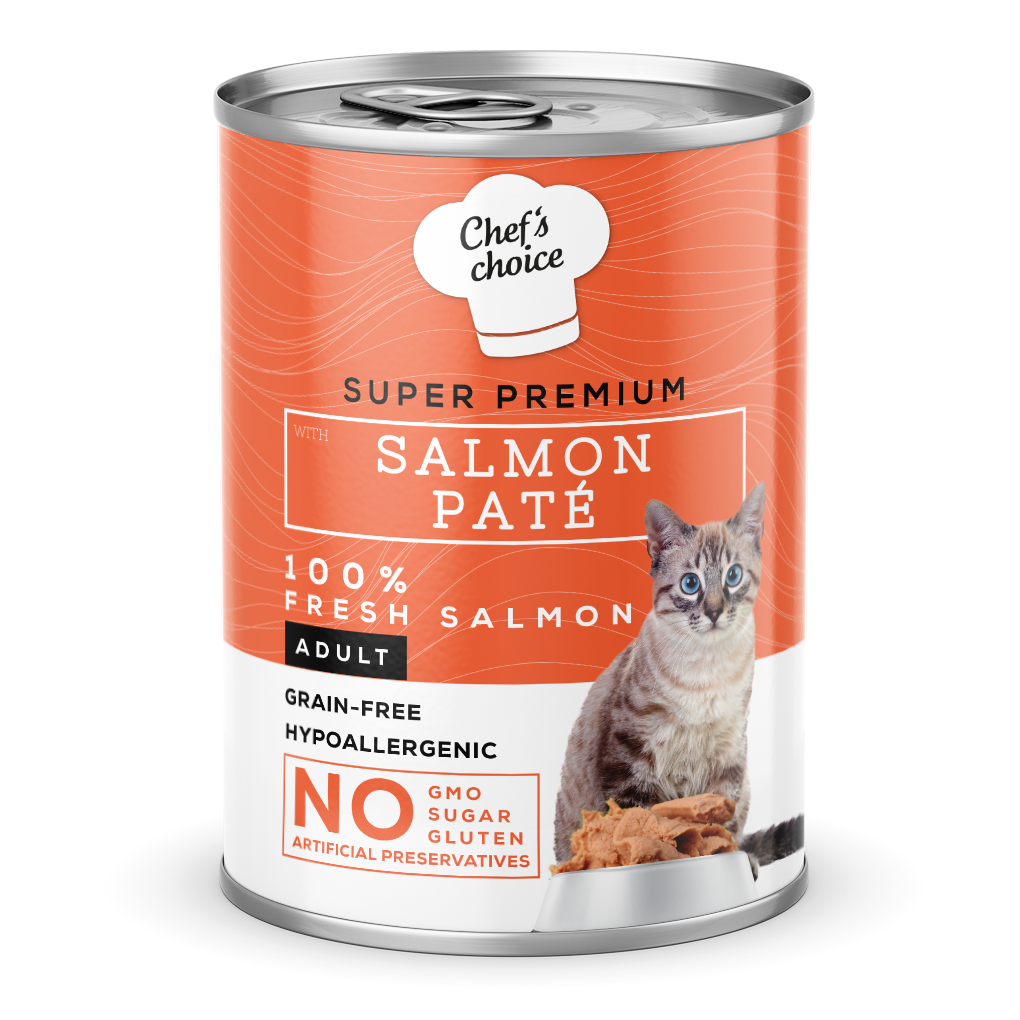 Chef's
choice
SUPER PREMIUM
WITH
SALMON
PATÉ
100%
FRESH SALMON
ADULT
GRAIN-FREE
HYPOALLERGENIC
NO
GMO
SUGAR
GLUTEN
ARTIFICIAL PRESERVATIVES